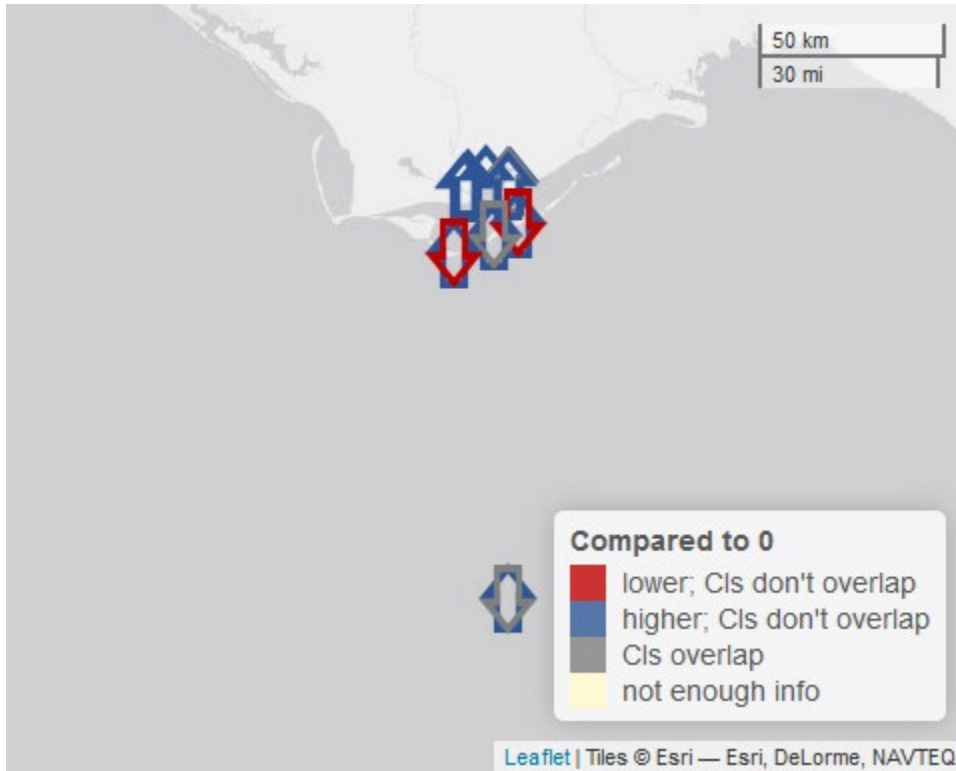 50 km
30 mi
Compared to 0
lower; CIs don't overlap
higher; CIs don't overlap
CIs overlap
not enough info
Leaflet | Tiles © Esri — Esri, DeLorme, NAVTEQ